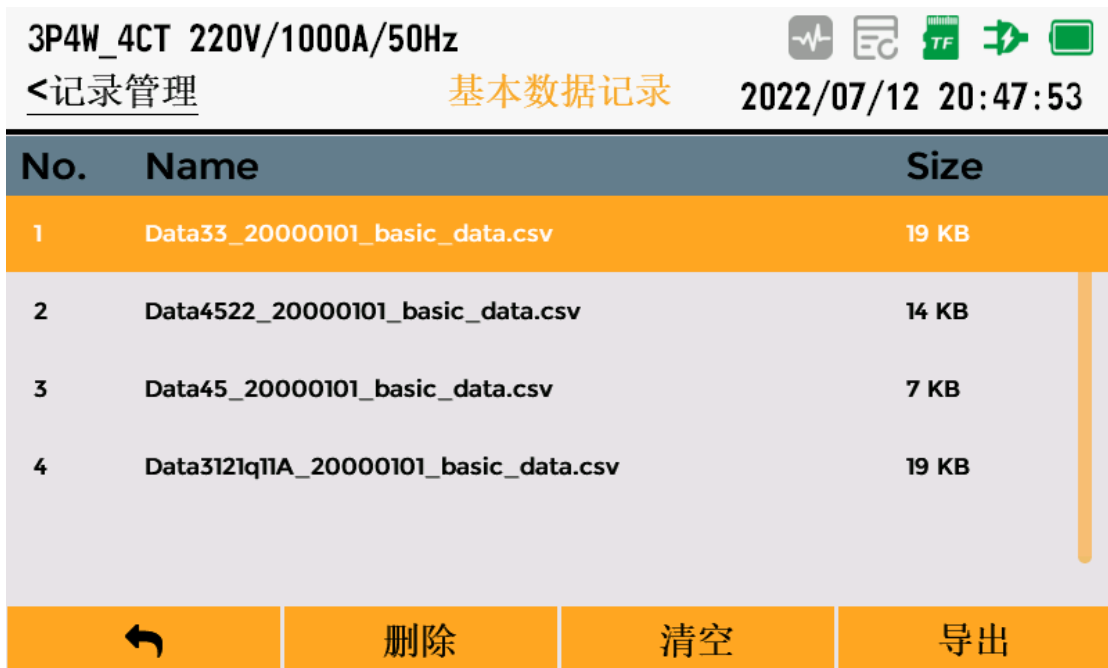 3P4W_4CT 220V/1000A/50Hz TF
<记录管理 基本数据记录 2022/07/12 20:47:53
No. Name Size
1 Data33_20000101_basic_data.csv 19 KB
2 Data4522_20000101_basic_data.csv 14 KB
3 Data45_20000101_basic_data.csv 7 KB
4 Data3121q11A_20000101_basic_data.csv 19 KB
删除 清空 导出